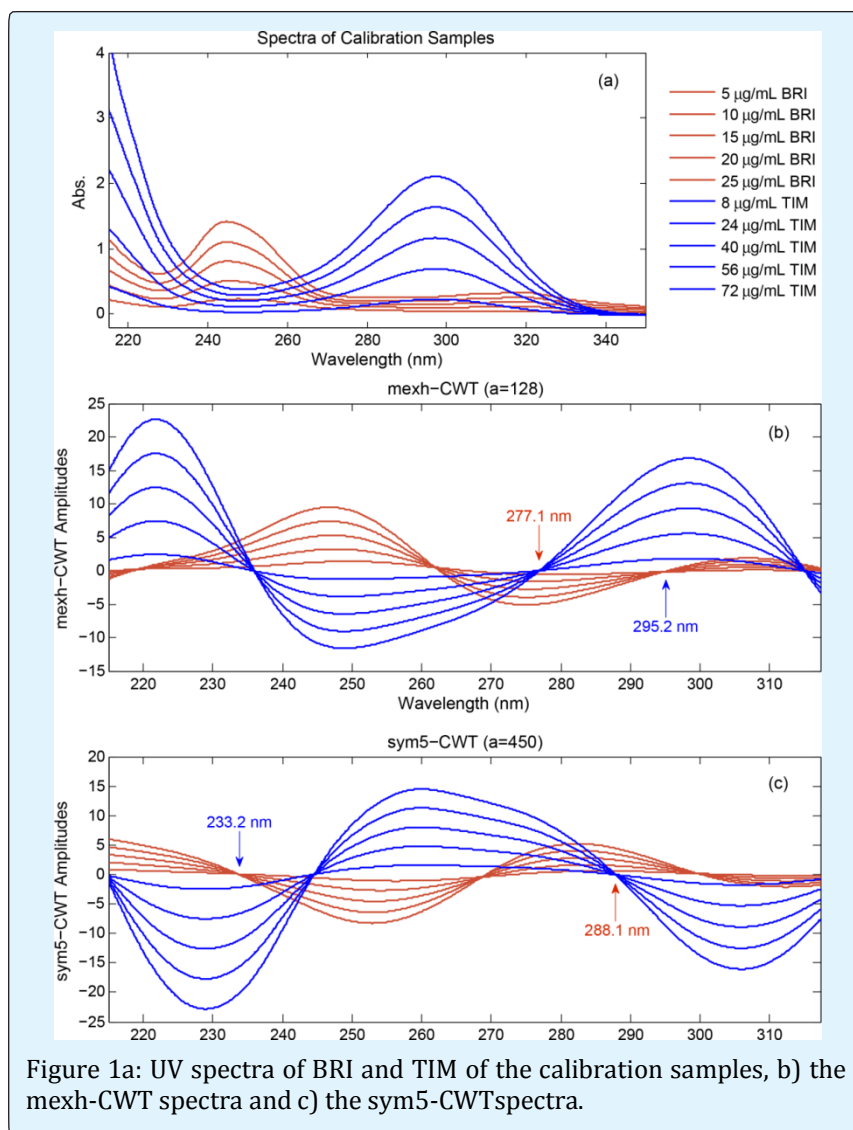 Spectra of Calibration Samples
4
3
2
1
0
Abs.
(a)
220 240 260 280 300 320 340
Wavelength (nm)
5 µg/mL BRI
10 µg/mL BRI
15 µg/mL BRI
20 µg/mL BRI
25 µg/mL BRI
8 µg/mL TIM
24 µg/mL TIM
40 µg/mL TIM
56 µg/mL TIM
72 µg/mL TIM
mexh−CWT (a=128)
25
20
15
10
5
0
−5
−10
−15
mexh−CWT Amplitudes
(b)
277.1 nm
295.2 nm
220 230 240 250 260 270 280 290 300 310
Wavelength (nm)
sym5−CWT (a=450)
20
15
10
5
0
−5
−10
−15
−20
−25
sym5−CWT Amplitudes
(c)
233.2 nm
288.1 nm
220 230 240 250 260 270 280 290 300 310
Figure 1a: UV spectra of BRI and TIM of the calibration samples, b) the
mexh-CWT spectra and c) the sym5-CWTspectra.